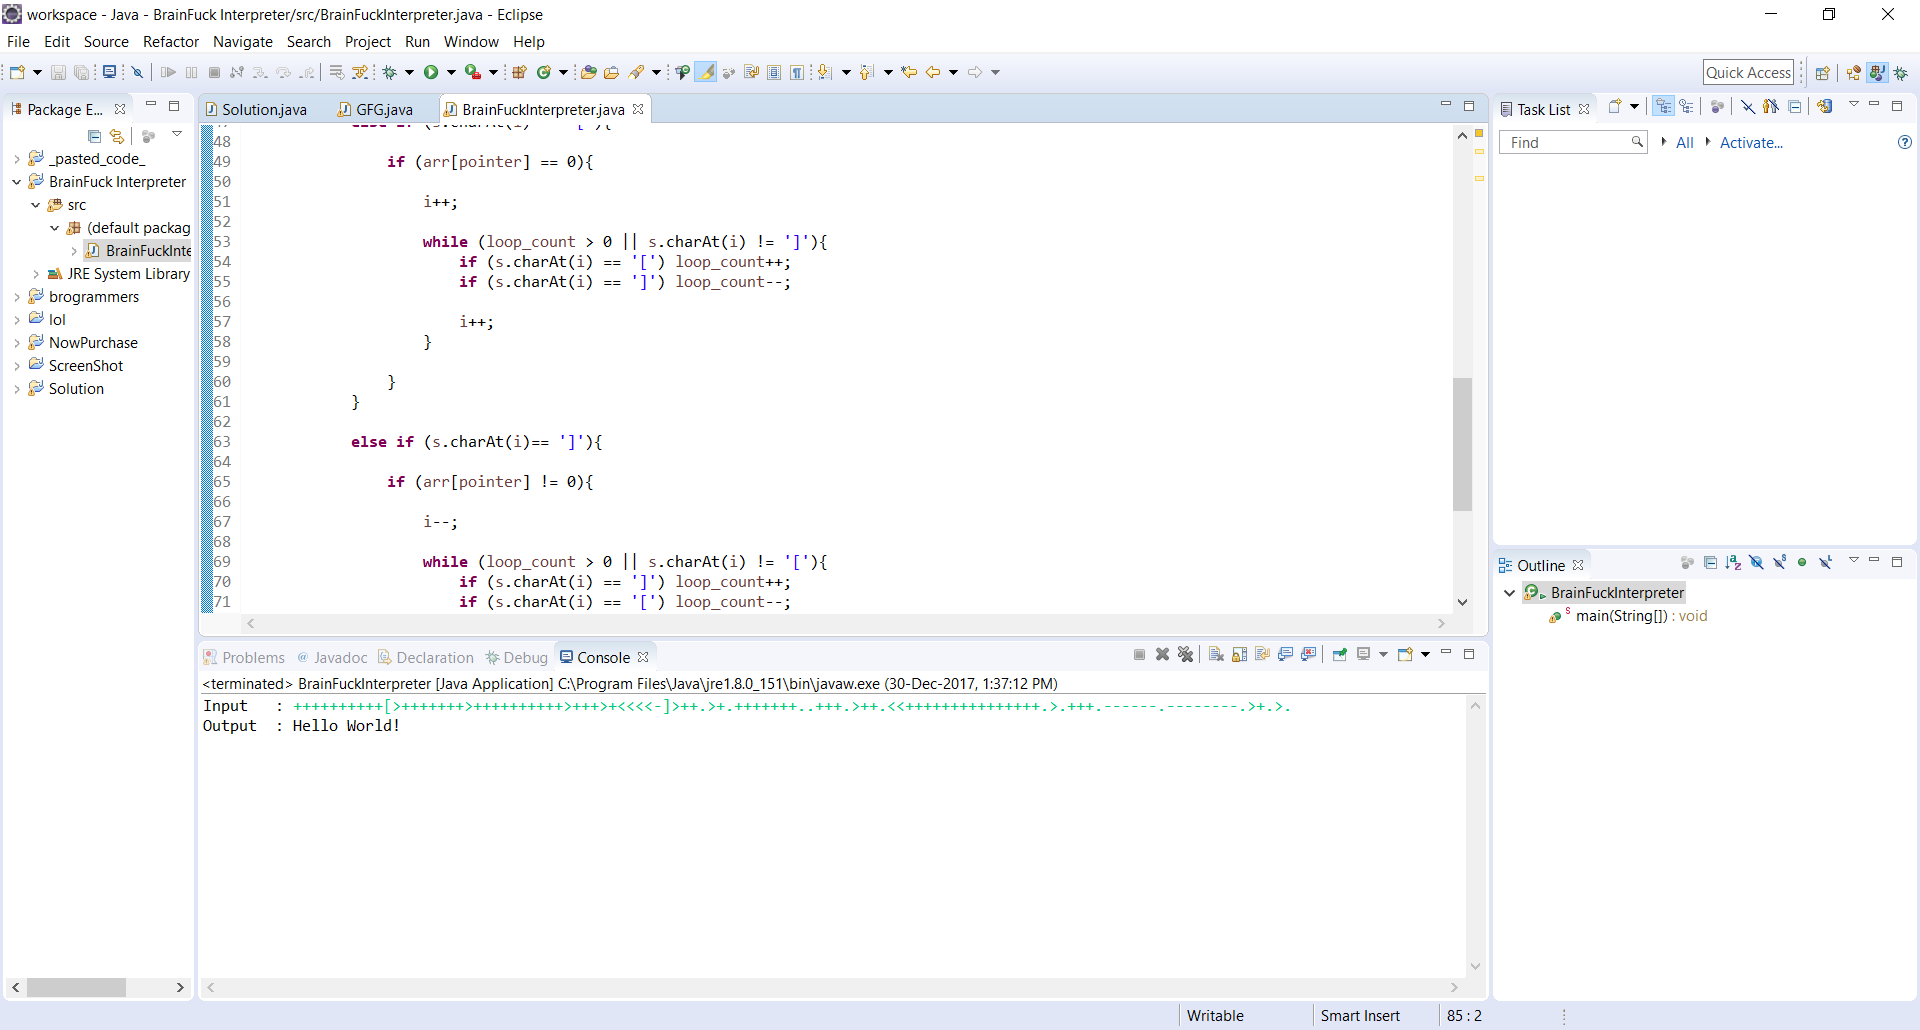 workspace - Java - BrainFuck Interpreter/src/BrainFuckInterpreter.java - Eclipse
File Edit Source Refactor Navigate Search Project Run Window Help
Quick Access
Package E...
_pasted_code_
BrainFuck Interpreter
src
(default packag
BrainFuckInte
JRE System Library
brogrammers
lol
NowPurchase
ScreenShot
Solution
Solution.java GFG.java BrainFuckInterpreter.java
48
49 if (arr[pointer] == 0){
50
51 i++;
52
53 while (loop_count > 0 || s.charAt(i) != ']'){
54 if (s.charAt(i) == '[') loop_count++;
55 if (s.charAt(i) == ']') loop_count--;
56
57 i++;
58 }
59
60 }
61 }
62
63 else if (s.charAt(i)== ']'){
64
65 if (arr[pointer] != 0){
66
67 i--;
68
69 while (loop_count > 0 || s.charAt(i) != '['){
70 if (s.charAt(i) == ']') loop_count++;
71 if (s.charAt(i) == '[') loop_count--;
Task List
Find All Activate...
Outline
BrainFuckInterpreter
main(String[]) : void
Problems Javadoc Declaration Debug Console
<terminated> BrainFuckInterpreter [Java Application] C:\Program Files\Java\jre1.8.0_151\bin\javaw.exe (30-Dec-2017, 1:37:12 PM)
Input : ++++++++++[>+++++++>++++++++++>+++>+<<<<-]>++.>+.+++++++..+++.>++.<<+++++++++++++++.>.+++.------.--------.>+.>.
Output : Hello World!
Writable Smart Insert 85 : 2